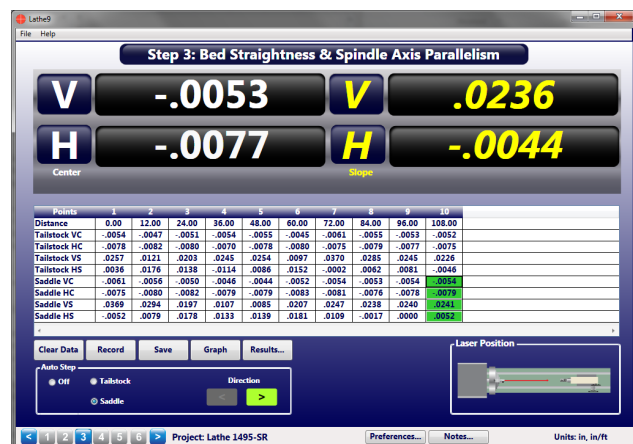 Lathe9
File Help
Step 3: Bed Straightness & Spindle Axis Parallelism
V -.0053 V .0236
H -.0077 H -.0044
Center Slope
Points 1 2 3 4 5 6 7 8 9 10
Distance 0.00 12.00 24.00 36.00 48.00 60.00 72.00 84.00 96.00 108.00
Tailstock VC -.0054 -.0047 -.0051 -.0054 -.0055 -.0045 -.0061 -.0055 -.0053 -.0052
Tailstock HC -.0078 -.0082 -.0080 -.0070 -.0078 -.0080 -.0075 -.0079 -.0077 -.0075
Tailstock VS .0257 .0121 .0203 .0245 .0254 .0097 .0370 .0285 .0245 .0226
Tailstock HS .0036 .0176 .0138 -.0114 .0086 .0152 -.0002 .0062 .0081 -.0046
Saddle VC -.0061 -.0056 -.0050 -.0046 -.0044 -.0052 -.0054 -.0053 -.0054 -.0054
Saddle HC -.0075 -.0080 -.0082 -.0079 -.0079 -.0083 -.0081 -.0076 -.0078 -.0079
Saddle VS .0369 .0294 .0197 .0107 .0085 .0207 .0247 .0238 .0240 .0241
Saddle HS -.0052 .0079 .0178 .0133 .0139 .0181 .0109 -.0017 .0000 .0052
Clear Data Record Save Graph Results...
Laser Position
Auto Step
Off Tailstock Direction
Saddle < >
< 1 2 3 4 5 6 > Project: Lathe 1495-SR Preferences... Notes... Units: in, in/ft